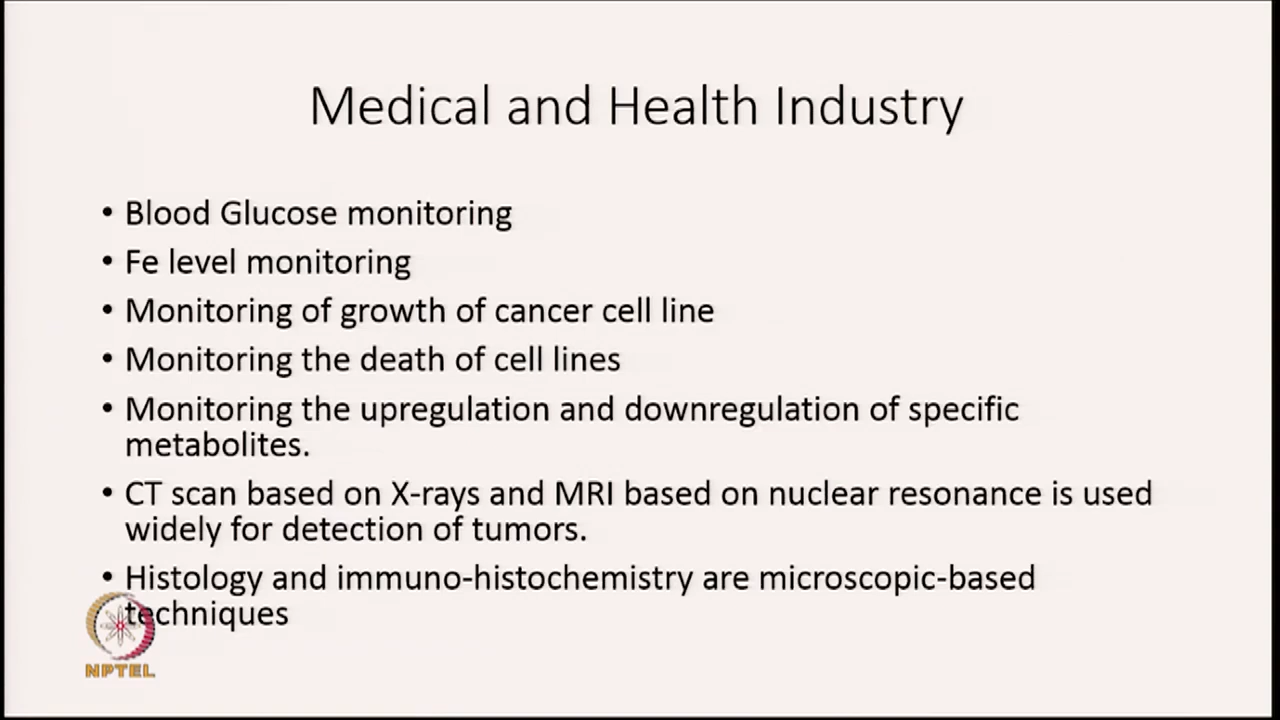 Medical and Health Industry
• Blood Glucose monitoring
• Fe level monitoring
• Monitoring of growth of cancer cell line
• Monitoring the death of cell lines
• Monitoring the upregulation and downregulation of specific
metabolites.
• CT scan based on X-rays and MRI based on nuclear resonance is used
widely for detection of tumors.
• Histology and immuno-histochemistry are microscopic-based
techniques
NPTEL